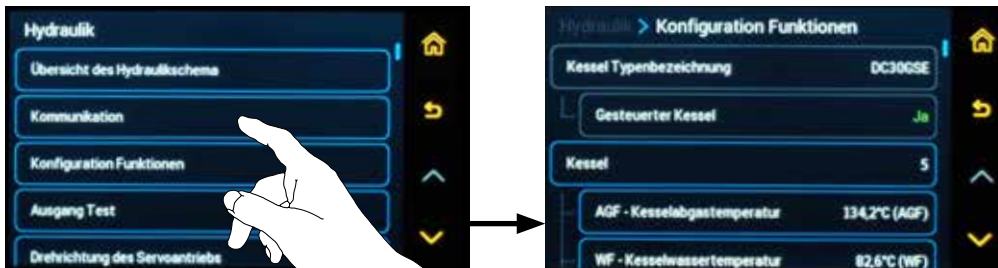 Hydraulik
Übersicht des Hydraulikschema
Kommunikation
Konfiguration Funktionen
Ausgang Test
Drehrichtung des Servoantriebs
Hydraulik > Konfiguration Funktionen
Kessel Typenbezeichnung DC30GSE
Gesteuerter Kessel Ja
Kessel 5
AGF - Kesselabgastemperatur 134,2°C (AGF)
WF - Kesselwassertemperatur 82,6°C (WF)